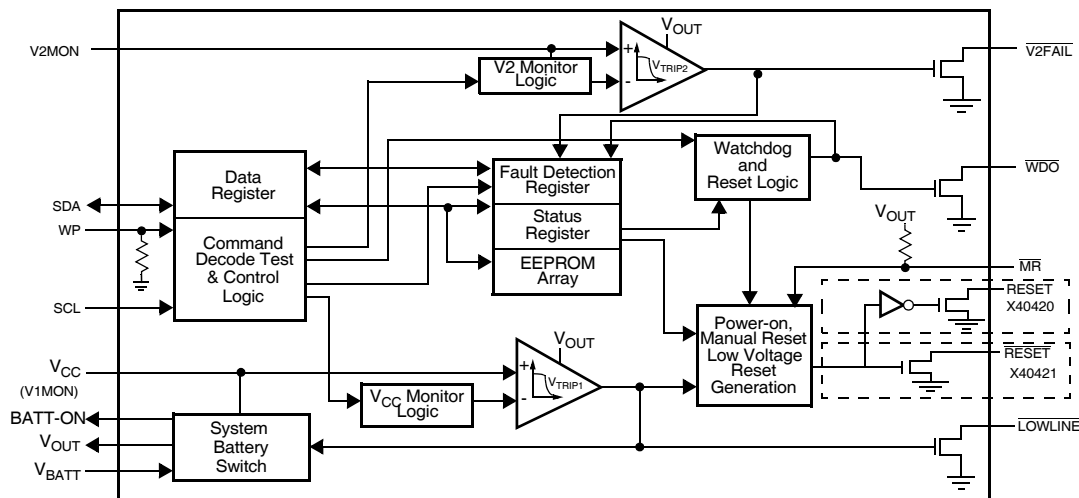 V2MON
V2 Monitor
Logic
+
-
VTRIP2
VOUT
V2FAIL
Data
Register
Fault Detection
Register
Status
Register
EEPROM
Array
Watchdog
and
Reset Logic
WDO
SDA
WP
Command
Decode Test
& Control
Logic
SCL
VOUT
MR
RESET
X40420
Power-on,
Manual Reset
Low Voltage
Reset
Generation
RESET
X40421
VCC
(V1MON)
VCC Monitor
Logic
+
-
VTRIP1
VOUT
BATT-ON
VOUT
VBATT
System
Battery
Switch
LOWLINE